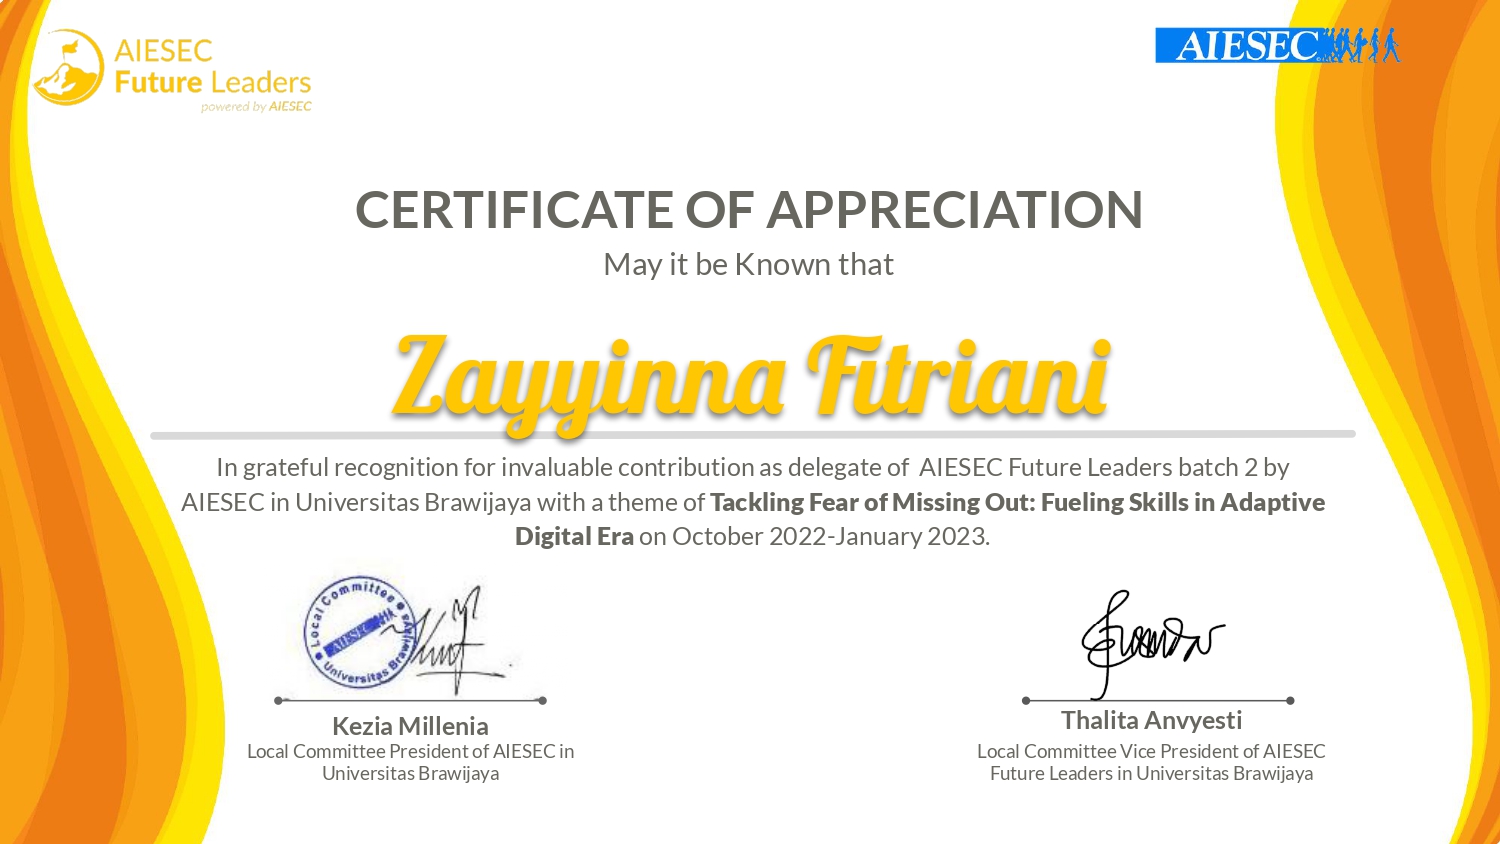 AIESEC
Future Leaders
powered by AIESEC
AIESEC
CERTIFICATE OF APPRECIATION
May it be Known that
Zayyinna Fitriani
In grateful recognition for invaluable contribution as delegate of AIESEC Future Leaders batch 2 by
AIESEC in Universitas Brawijaya with a theme of Tackling Fear of Missing Out: Fueling Skills in Adaptive
Digital Era on October 2022-January 2023.
Local Committee
AIESEC
Universitas Brawijaya
Kezia Millenia
Local Committee President of AIESEC in
Universitas Brawijaya
Thalita Anvyesti
Local Committee Vice President of AIESEC
Future Leaders in Universitas Brawijaya